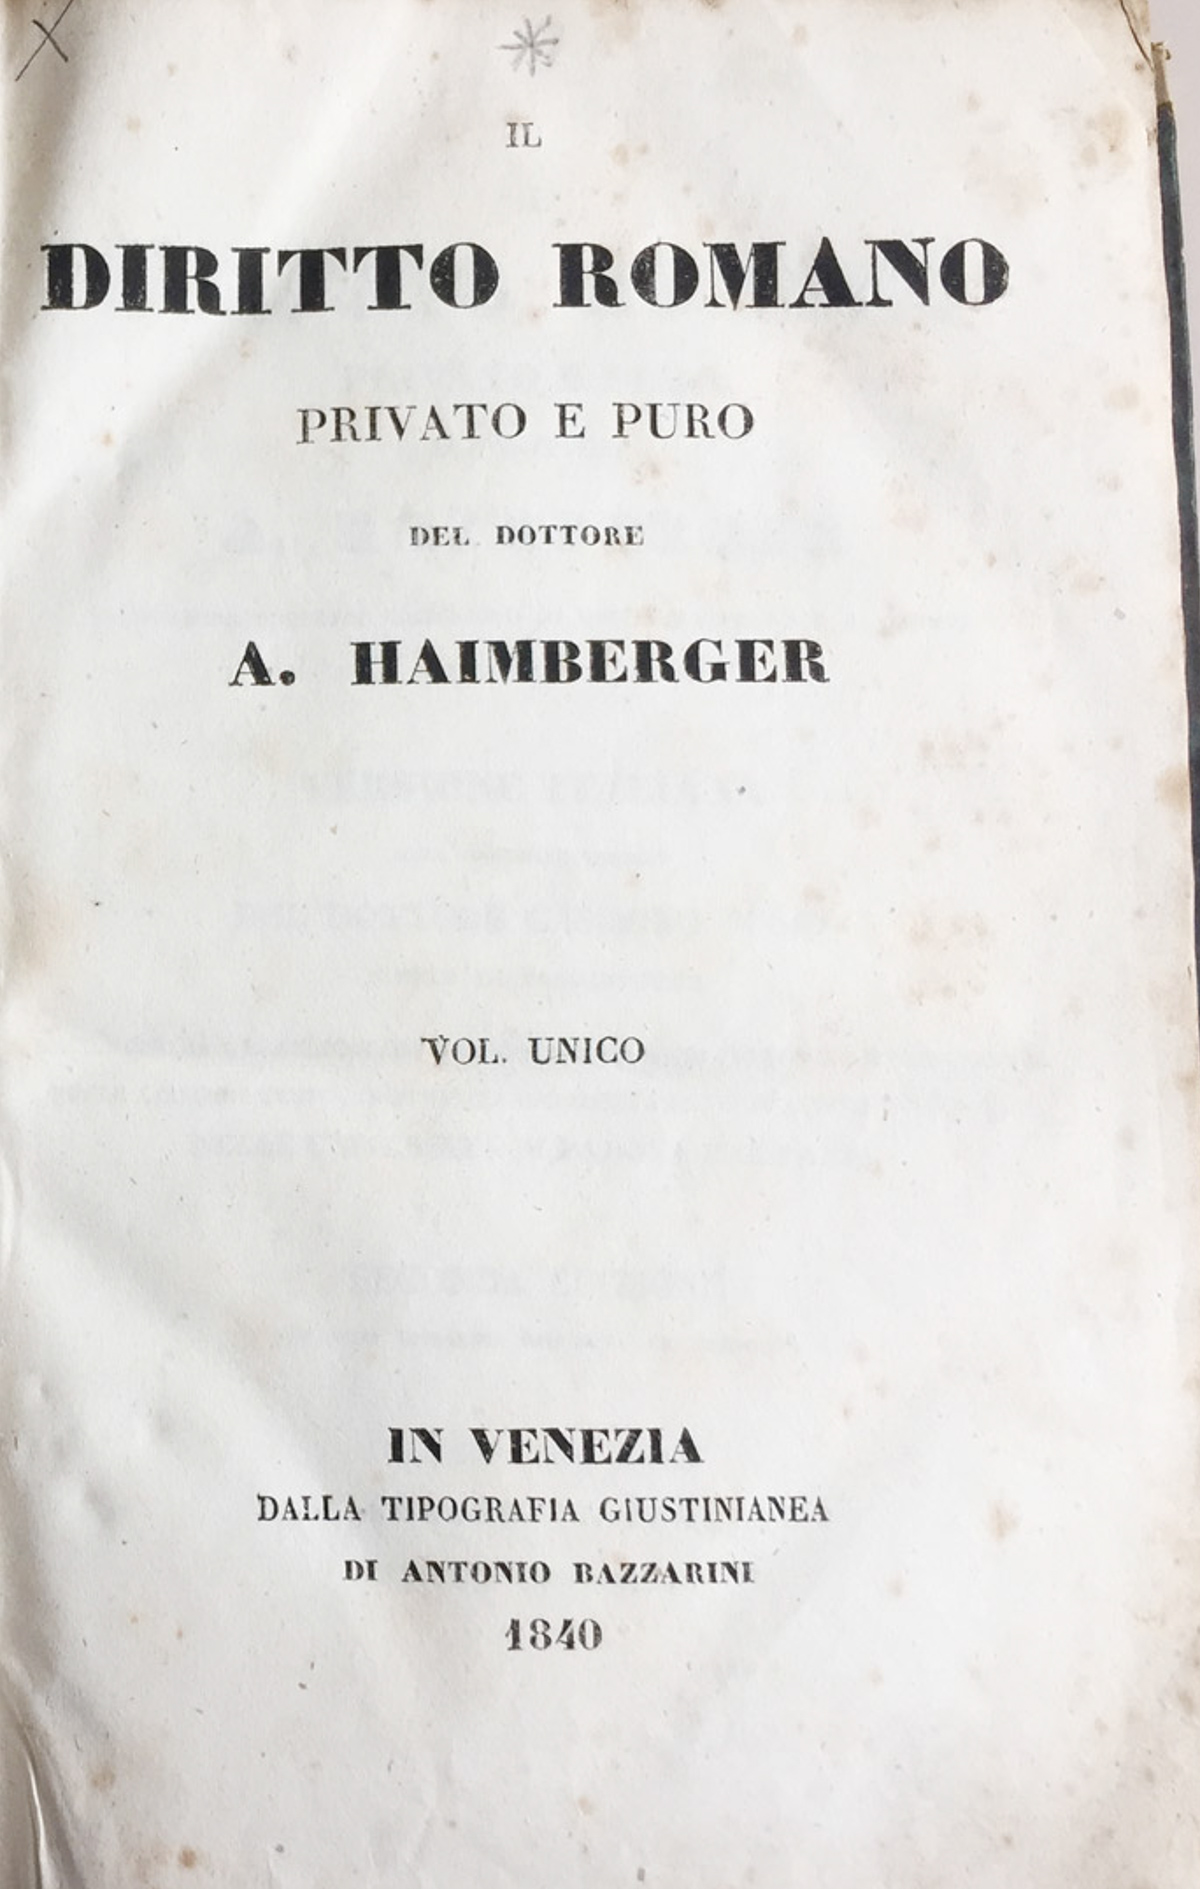 IL
DIRITTO ROMANO
PRIVATO E PURO
DEL DOTTORE
A. HAIMBERGER
VOL. UNICO
IN VENEZIA
DALLA TIPOGRAFIA GIUSTINIANEA
DI ANTONIO BAZZARINI
1840